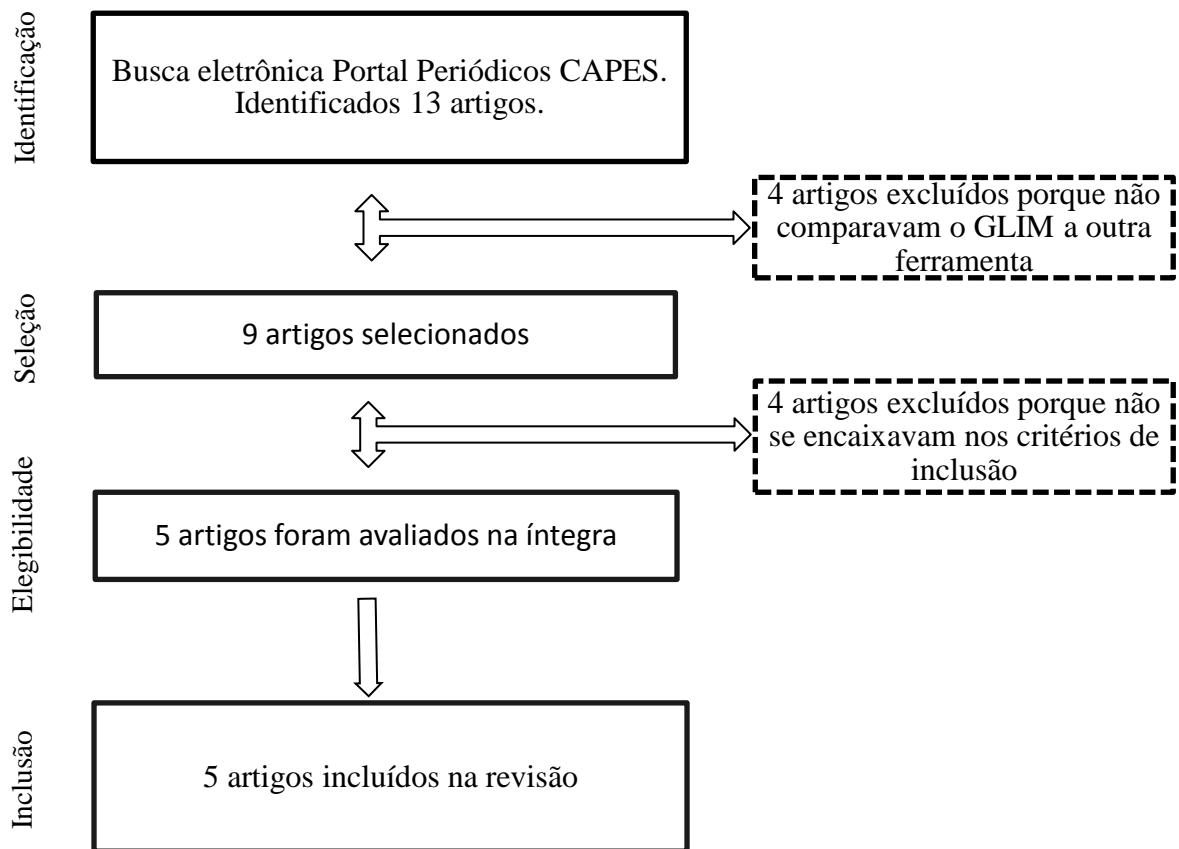 Identificação
Busca eletrônica Portal Periódicos CAPES.
Identificados 13 artigos.
4 artigos excluídos porque não
comparavam o GLIM a outra
ferramenta
Seleção
9 artigos selecionados
4 artigos excluídos porque não
se encaixavam nos critérios de
inclusão
Elegibilidade
5 artigos foram avaliados na íntegra
Inclusão
5 artigos incluídos na revisão